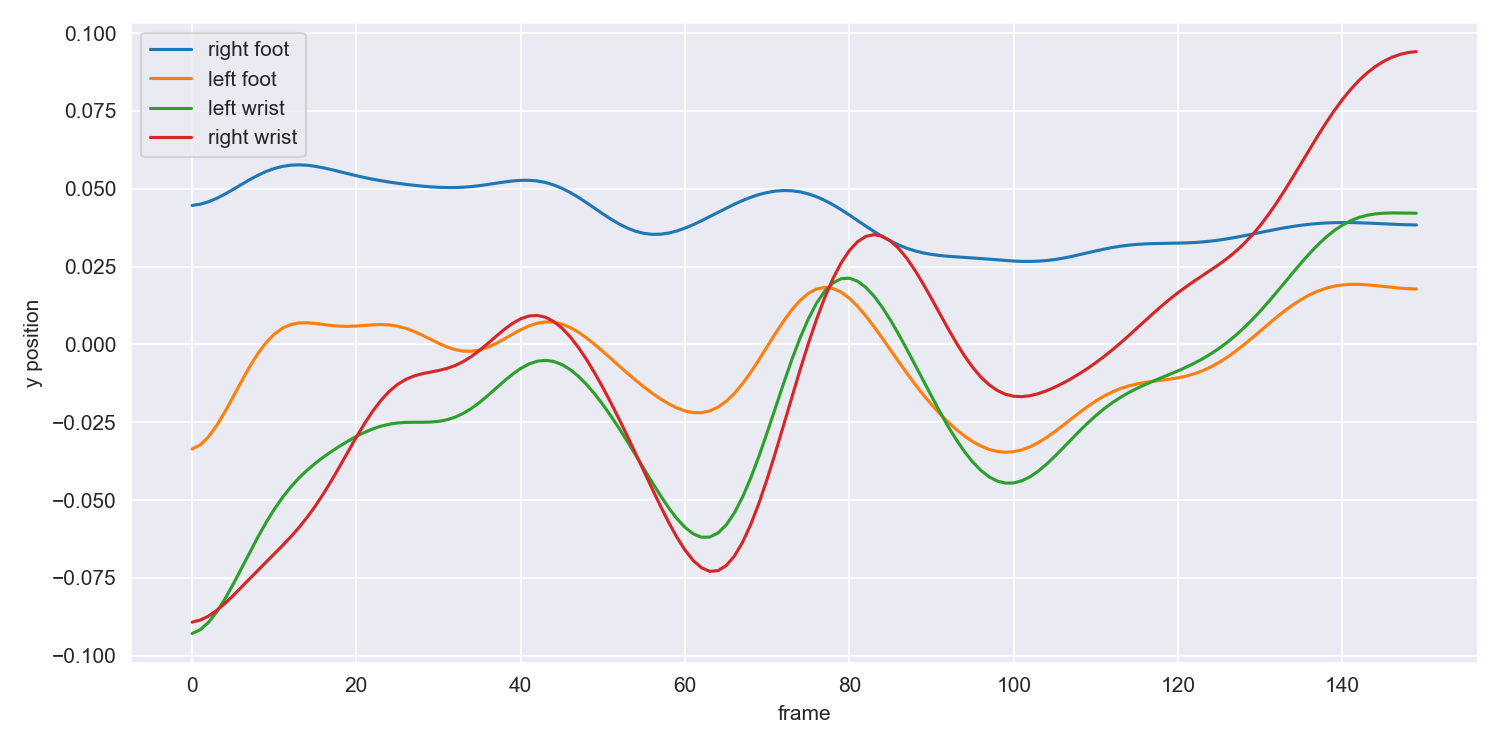 0.100
0.075
0.050
0.025
0.000
−0.025
−0.050
−0.075
−0.100
y position
right foot
left foot
left wrist
right wrist
0 20 40 60 80 100 120 140
frame